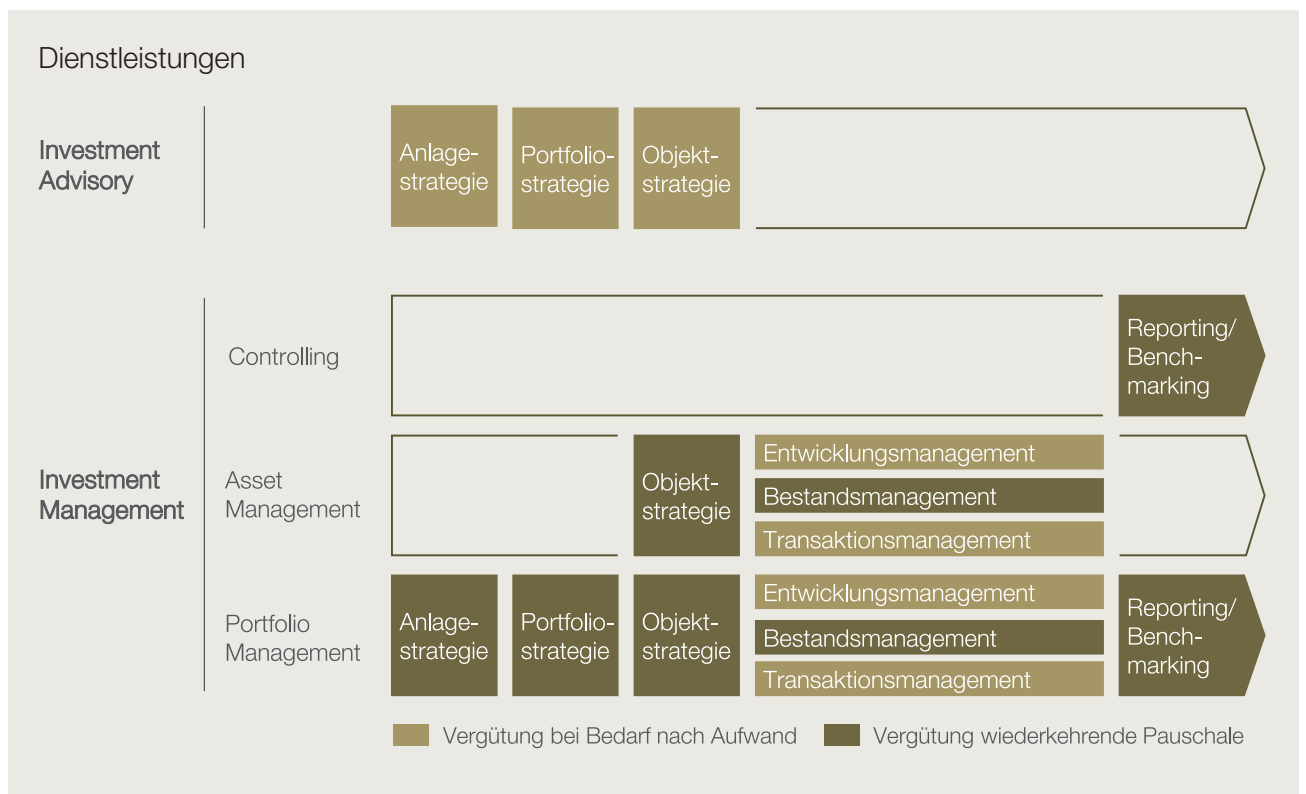 Dienstleistungen
Investment
Advisory
Anlage-
strategie
Portfolio-
strategie
Objekt-
strategie
Investment
Management
Controlling
Reporting/
Bench-
marking
Asset
Management
Objekt-
strategie
Entwicklungsmanagement
Bestandsmanagement
Transaktionsmanagement
Portfolio
Management
Anlage-
strategie
Portfolio-
strategie
Objekt-
strategie
Entwicklungsmanagement
Bestandsmanagement
Transaktionsmanagement
Reporting/
Bench-
marking
Vergütung bei Bedarf nach Aufwand
Vergütung wiederkehrende Pauschale